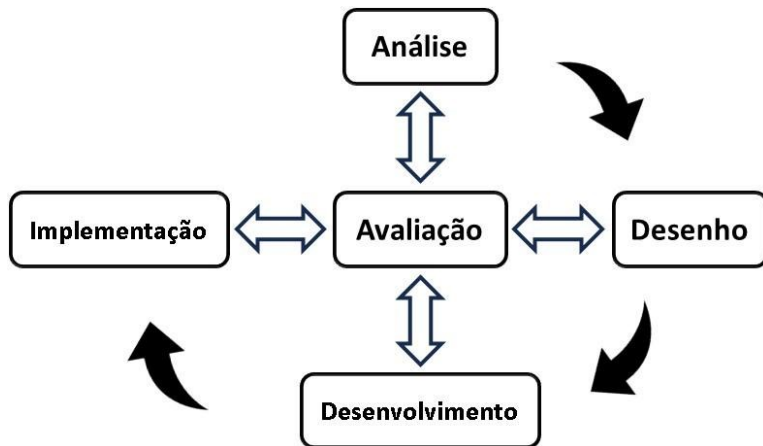 Análise
Implementação
Avaliação
Desenho
Desenvolvimento